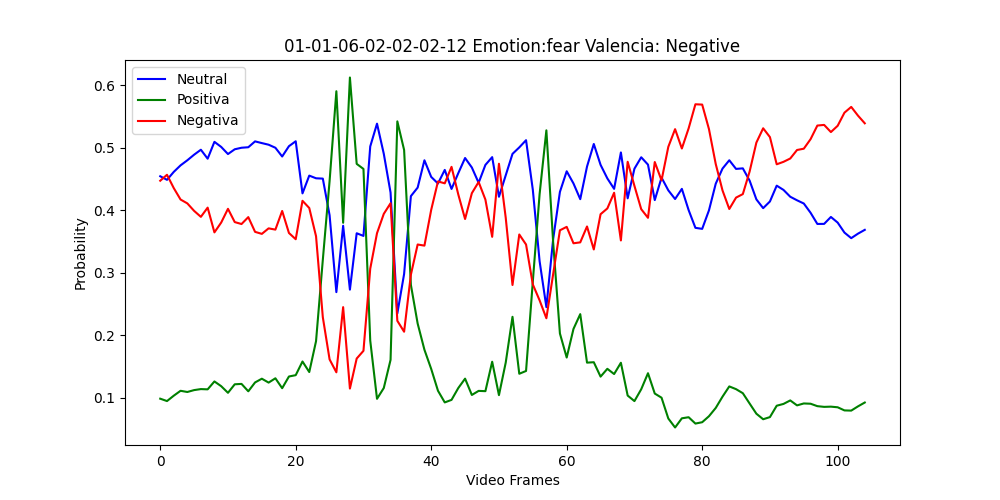 01-01-06-02-02-02-12 Emotion:fear Valencia: Negative
Neutral
Positiva
Negativa
Probability
0.6
0.5
0.4
0.3
0.2
0.1
0 20 40 60 80 100
Video Frames